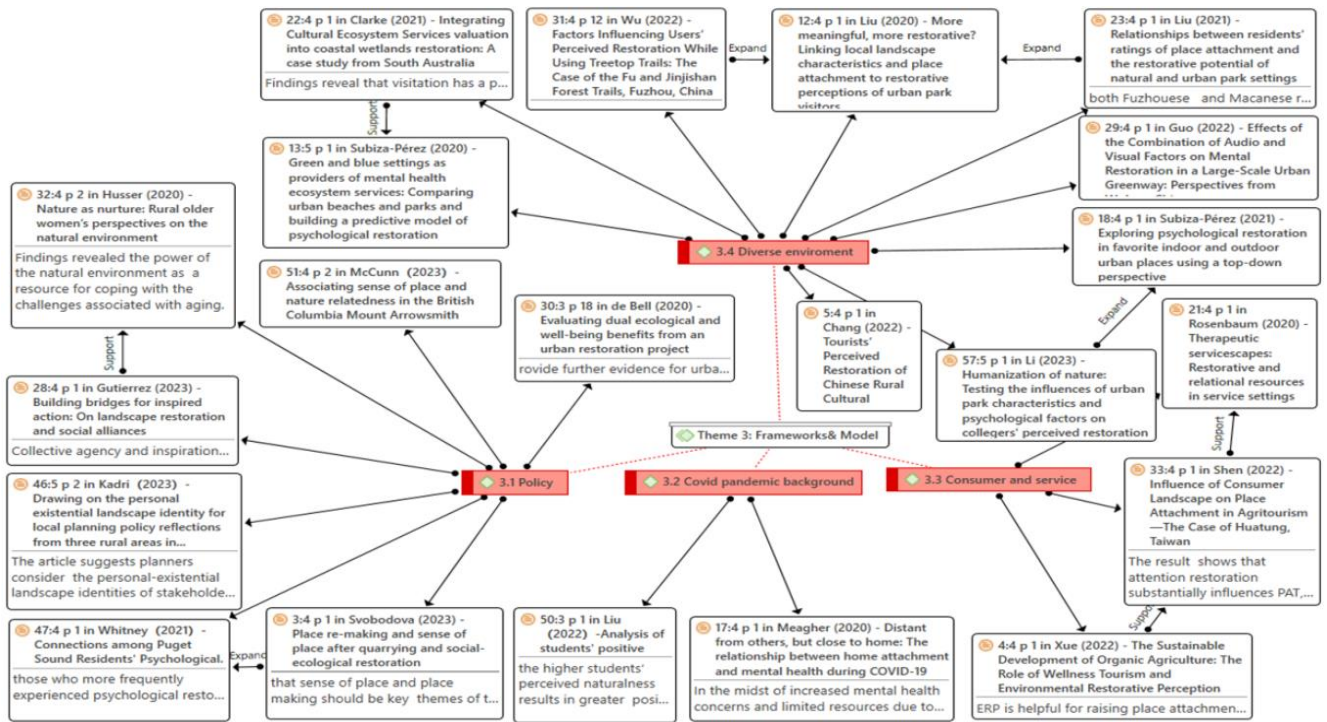 22:4 p 1 in Clarke (2021) - Integrating
Cultural Ecosystem Services valuation
into coastal wetlands restoration: A
case study from South Australia
Findings reveal that visitation has a p...
31:4 p 12 in Wu (2022) -
Factors Influencing Users'
Perceived Restoration While
Using Treetop Trails: The
Case of the Fu and Jinjishan
Forest Trails, Fuzhou, China
Expand
12:4 p 1 in Liu (2020) - More
meaningful, more restorative?
Linking local landscape
characteristics and place
attachment to restorative
perceptions of urban park
visitors
Expand
23:4 p 1 in Liu (2021) -
Relationships between residents'
ratings of place attachment and
the restorative potential of
natural and urban park settings
both Fuzhouese and Macanese r...
Support
13:5 p 1 in Subiza-Pérez (2020) -
Green and blue settings as
providers of mental health
ecosystem services: Comparing
urban beaches and parks and
building a predictive model of
psychological restoration
29:4 p 1 in Guo (2022) - Effects of
the Combination of Audio and
Visual Factors on Mental
Restoration in a Large-Scale Urban
Greenway: Perspectives from
32:4 p 2 in Husser (2020) -
Nature as nurture: Rural older
women's perspectives on the
natural environment
Findings revealed the power of
the natural environment as a
resource for coping with the
challenges associated with aging.
18:4 p 1 in Subiza-Pérez (2021) -
Exploring psychological restoration
in favorite indoor and outdoor
urban places using a top-down
perspective
3.4 Diverse enviroment
51:4 p 2 in McCunn (2023) -
Associating sense of place and
nature relatedness in the British
Columbia Mount Arrowsmith
30:3 p 18 in de Bell (2020) -
Evaluating dual ecological and
well-being benefits from an
urban restoration project
rovide further evidence for urba...
5:4 p 1 in
Chang (2022) -
Tourists'
Perceived
Restoration of
Chinese Rural
Cultural
Expand
21:4 p 1 in
Rosenbaum (2020) -
Therapeutic
servicescapes:
Restorative and
relational resources
in service settings
57:5 p 1 in Li (2023) -
Humanization of nature:
Testing the influences of urban
park characteristics and
psychological factors on
collegers' perceived restoration
Support
28:4 p 1 in Gutierrez (2023) -
Building bridges for inspired
action: On landscape restoration
and social alliances
Collective agency and inspiration...
Theme 3: Frameworks& Model
Support
3.1 Policy
3.2 Covid pandemic background
3.3 Consumer and service
33:4 p 1 in Shen (2022) -
Influence of Consumer
Landscape on Place
Attachment in Agritourism
—The Case of Huatung,
Taiwan
The result shows that
attention restoration
substantially influences PAT,...
46:5 p 2 in Kadri (2023) -
Drawing on the personal
existential landscape identity for
local planning policy reflections
from three rural areas in...
The article suggests planners
consider the personal-existential
landscape identities of stakeholde...
47:4 p 1 in Whitney (2021) -
Connections among Puget
Sound Residents' Psychological.
those who more frequently
experienced psychological resto...
Expand
3:4 p 1 in Svobodova (2023) -
Place re-making and sense of
place after quarrying and social-
ecological restoration
that sense of place and place
making should be key themes of t...
50:3 p 1 in Liu
(2022) -Analysis of
students' positive
the higher students'
perceived naturalness
results in greater posi...
17:4 p 1 in Meagher (2020) - Distant
from others, but close to home: The
relationship between home attachment
and mental health during COVID-19
In the midst of increased mental health
concerns and limited resources due to...
Support
4:4 p 1 in Xue (2022) - The Sustainable
Development of Organic Agriculture: The
Role of Wellness Tourism and
Environmental Restorative Perception
ERP is helpful for raising place attachmen...